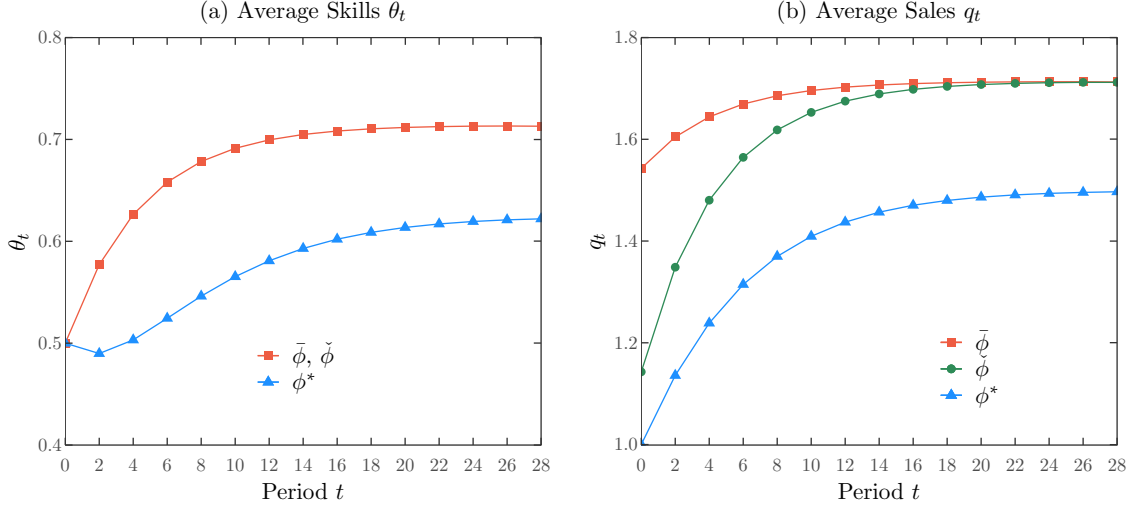 (a) Average Skills θ_t
0.8
0.7
0.6
0.5
0.4
θ_t
0 2 4 6 8 10 12 14 16 18 20 22 24 26 28
Period t
ϕ̄, ϕ̌
ϕ*
(b) Average Sales q_t
1.8
1.6
1.4
1.2
1.0
q_t
0 2 4 6 8 10 12 14 16 18 20 22 24 26 28
Period t
ϕ̄
ϕ̌
ϕ*